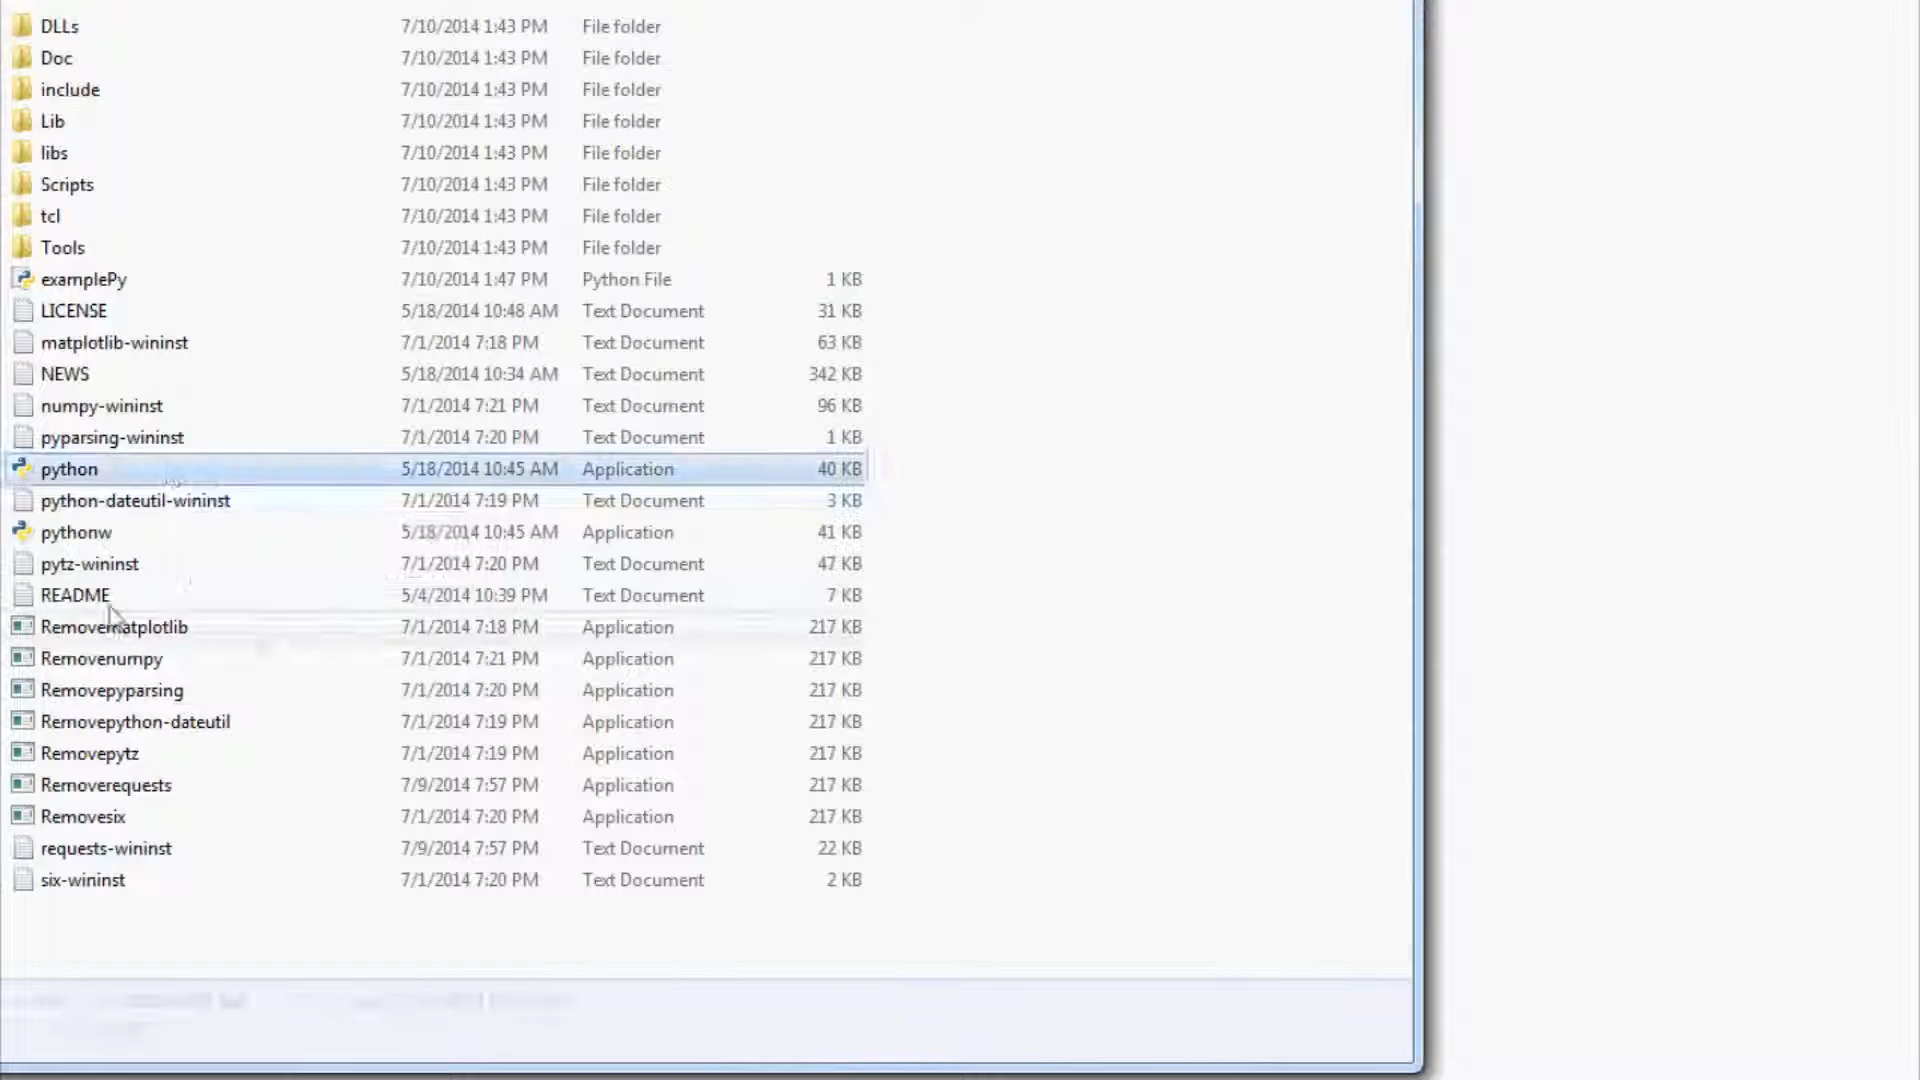 DLLs 7/10/2014 1:43 PM File folder
Doc 7/10/2014 1:43 PM File folder
include 7/10/2014 1:43 PM File folder
Lib 7/10/2014 1:43 PM File folder
libs 7/10/2014 1:43 PM File folder
Scripts 7/10/2014 1:43 PM File folder
tcl 7/10/2014 1:43 PM File folder
Tools 7/10/2014 1:43 PM File folder
examplePy 7/10/2014 1:47 PM Python File 1 KB
LICENSE 5/18/2014 10:48 AM Text Document 31 KB
matplotlib-wininst 7/1/2014 7:18 PM Text Document 63 KB
NEWS 5/18/2014 10:34 AM Text Document 342 KB
numpy-wininst 7/1/2014 7:21 PM Text Document 96 KB
pyparsing-wininst 7/1/2014 7:20 PM Text Document 1 KB
python 5/18/2014 10:45 AM Application 40 KB
python-dateutil-wininst 7/1/2014 7:19 PM Text Document 3 KB
pythonw 5/18/2014 10:45 AM Application 41 KB
pytz-wininst 7/1/2014 7:20 PM Text Document 47 KB
README 5/4/2014 10:39 PM Text Document 7 KB
Removematplotlib 7/1/2014 7:18 PM Application 217 KB
Removenumpy 7/1/2014 7:21 PM Application 217 KB
Removepyparsing 7/1/2014 7:20 PM Application 217 KB
Removepython-dateutil 7/1/2014 7:19 PM Application 217 KB
Removepytz 7/1/2014 7:19 PM Application 217 KB
Removerequests 7/9/2014 7:57 PM Application 217 KB
Removesix 7/1/2014 7:20 PM Application 217 KB
requests-wininst 7/9/2014 7:57 PM Text Document 22 KB
six-wininst 7/1/2014 7:20 PM Text Document 2 KB